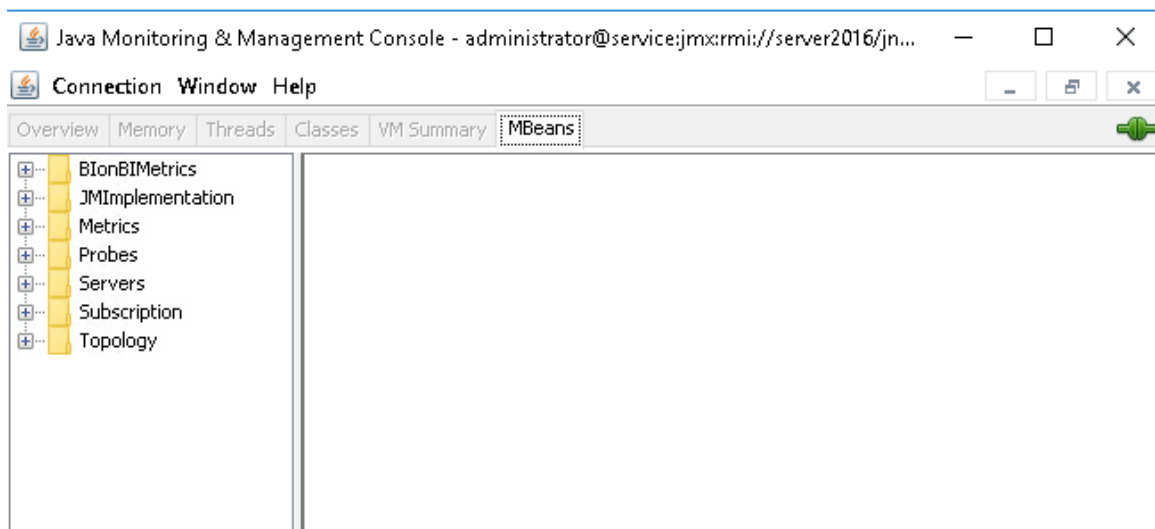 Java Monitoring & Management Console - administrator@service:jmx:rmi://server2016/jn...
Connection Window Help
Overview Memory Threads Classes VM Summary MBeans
BIonBIMetrics
JMImplementation
Metrics
Probes
Servers
Subscription
Topology